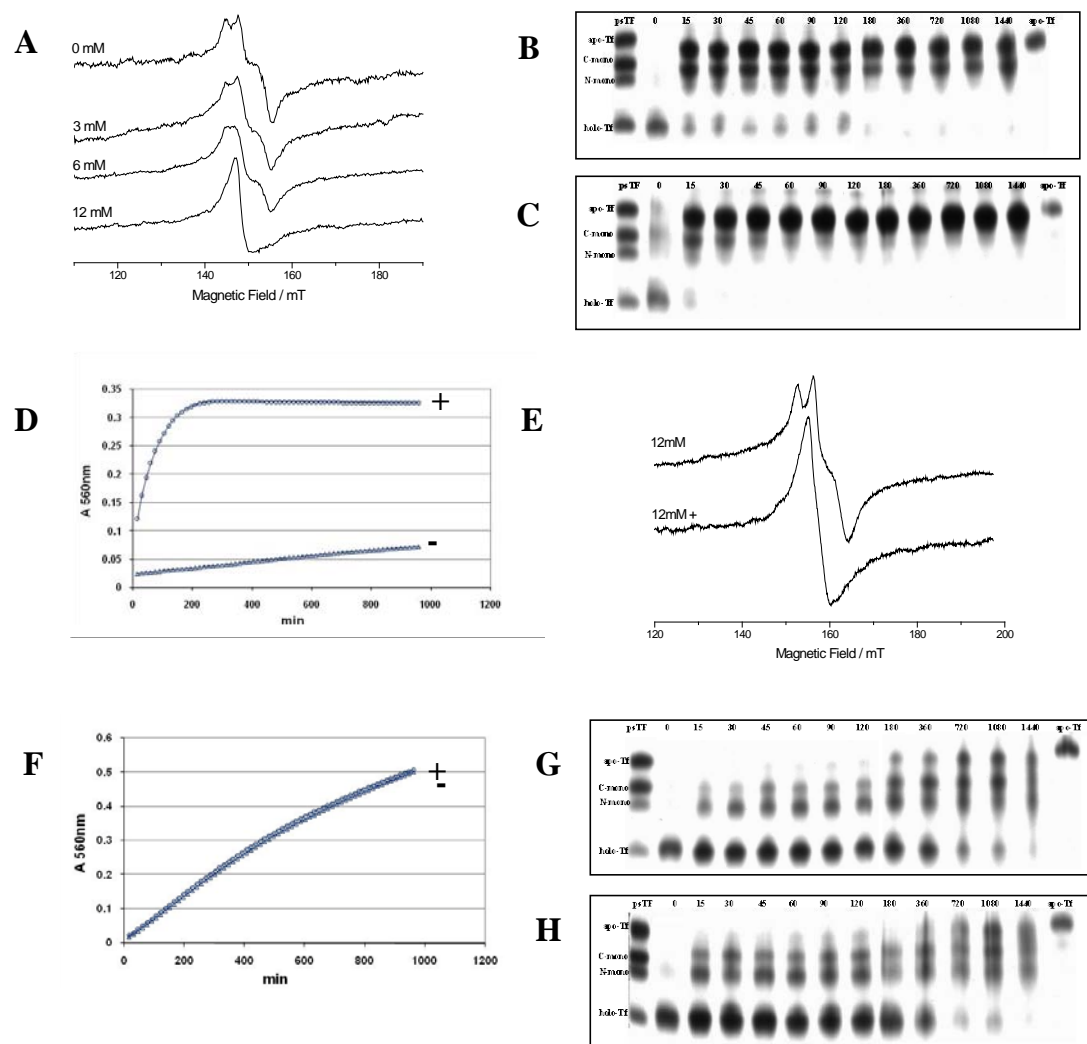 A
0 mM
3 mM
6 mM
12 mM
120 140 160 180
Magnetic Field / mT
B
psTF 0 15 30 45 60 90 120 180 360 720 1080 1440 apo-Tf
apo-Tf
C-mono
N-mono
holo-Tf
C
psTF 0 15 30 45 60 90 120 180 360 720 1080 1440 apo-Tf
apo-Tf
C-mono
N-mono
holo-Tf
D
A 560nm
0.35
0.3
0.25
0.2
0.15
0.1
0.05
0
+
-
0 200 400 600 800 1000 1200
min
E
12mM
12mM +
120 140 160 180 200
Magnetic Field / mT
F
A 560nm
0.6
0.5
0.4
0.3
0.2
0.1
0
+
-
0 200 400 600 800 1000 1200
min
G
psTF 0 15 30 45 60 90 120 180 360 720 1080 1440 apo-Tf
apo-Tf
C-mono
N-mono
holo-Tf
H
psTF 0 15 30 45 60 90 120 180 360 720 1080 1440 apo-Tf
apo-Tf
C-mono
N-mono
holo-Tf